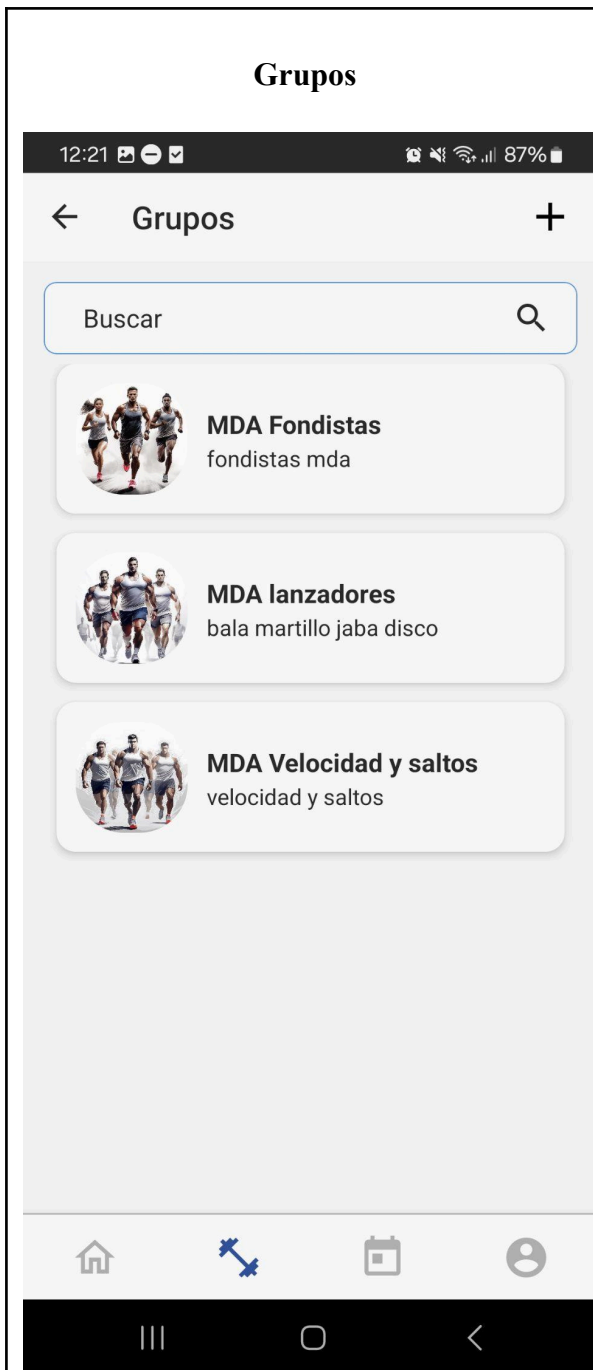 Grupos
12:21 87%
Grupos
Buscar
MDA Fondistas
fondistas mda
MDA lanzadores
bala martillo jaba disco
MDA Velocidad y saltos
velocidad y saltos